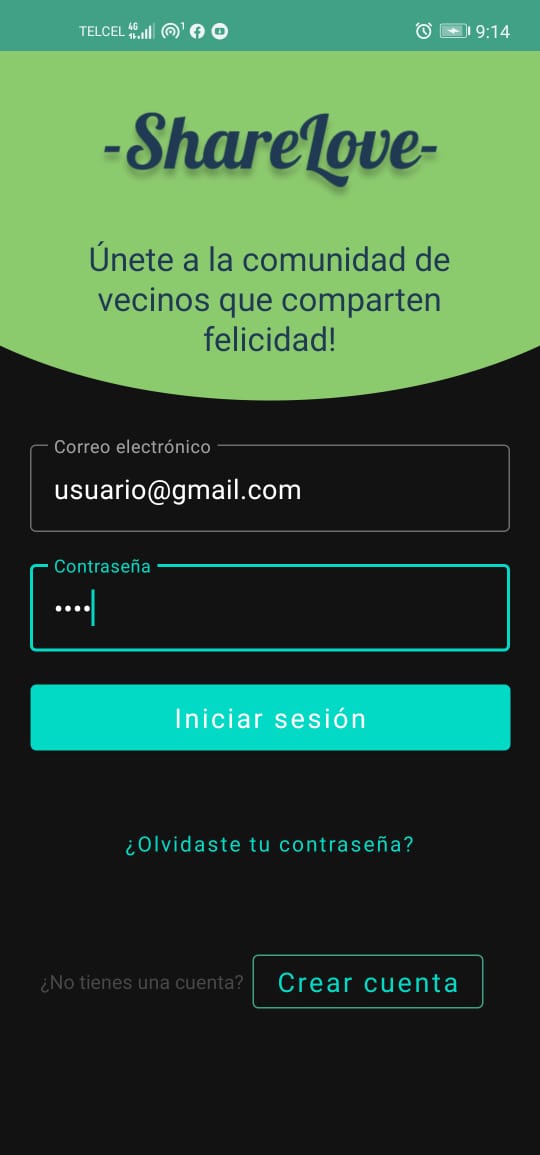 TELCEL 4G 1 9:14
-ShareLove-
Únete a la comunidad de
vecinos que comparten
felicidad!
Correo electrónico
usuario@gmail.com
Contraseña
••••
Iniciar sesión
¿Olvidaste tu contraseña?
¿No tienes una cuenta? Crear cuenta